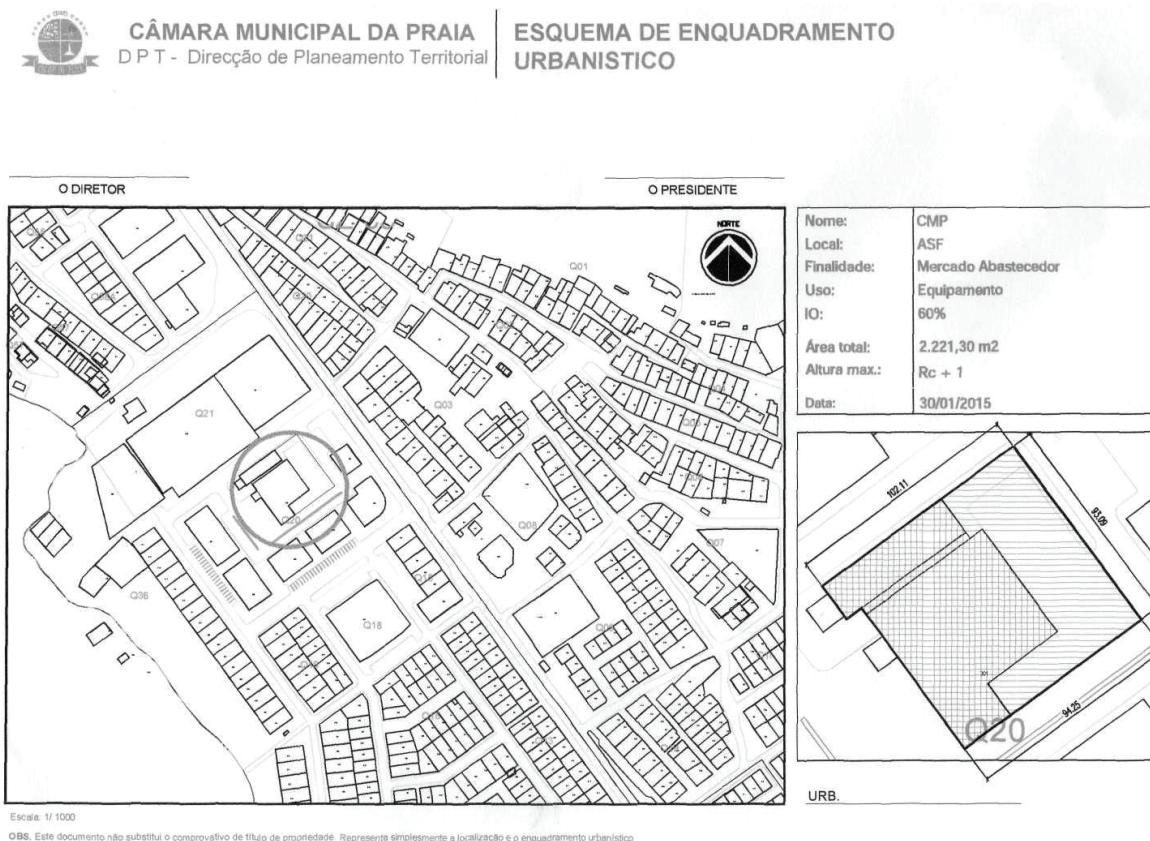 CÂMARA MUNICIPAL DA PRAIA
D P T - Direcção de Planeamento Territorial
ESQUEMA DE ENQUADRAMENTO
URBANISTICO
O DIRETOR
O PRESIDENTE
NORTE
Q01
Q03
Q21
Q20
Q08
Q07
Q36
Q18
Nome: CMP
Local: ASF
Finalidade: Mercado Abastecedor
Uso: Equipamento
IO: 60%
Área total: 2.221,30 m2
Altura max.: Rc + 1
Data: 30/01/2015
102.11
93.09
94.25
Q20
URB.
Escala: 1/ 1000
OBS. Este documento não substitui o comprovativo de título de propriedade. Representa simplesmente a localização e o enquadramento urbanístico